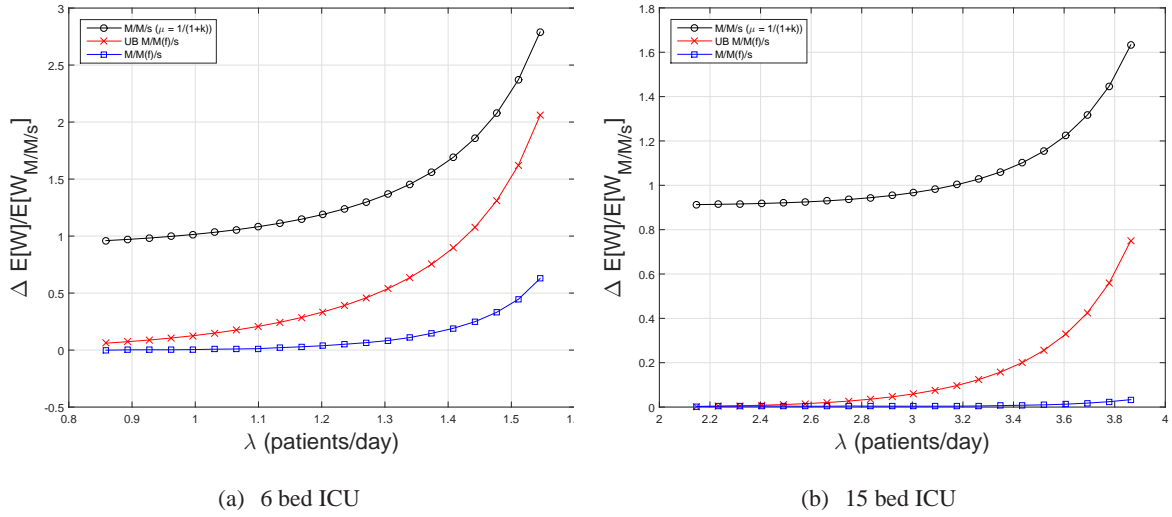 M/M/s (μ = 1/(1+k))
UB M/M(f)/s
M/M(f)/s
3
2.5
2
1.5
1
0.5
0
-0.5
Δ E[W]/E[W_{M/M/s}]
0.8 0.9 1 1.1 1.2 1.3 1.4 1.5 1.
λ (patients/day)
(a) 6 bed ICU
M/M/s (μ = 1/(1+k))
UB M/M(f)/s
M/M(f)/s
1.8
1.6
1.4
1.2
1
0.8
0.6
0.4
0.2
0
Δ E[W]/E[W_{M/M/s}]
2 2.2 2.4 2.6 2.8 3 3.2 3.4 3.6 3.8 4
λ (patients/day)
(b) 15 bed ICU